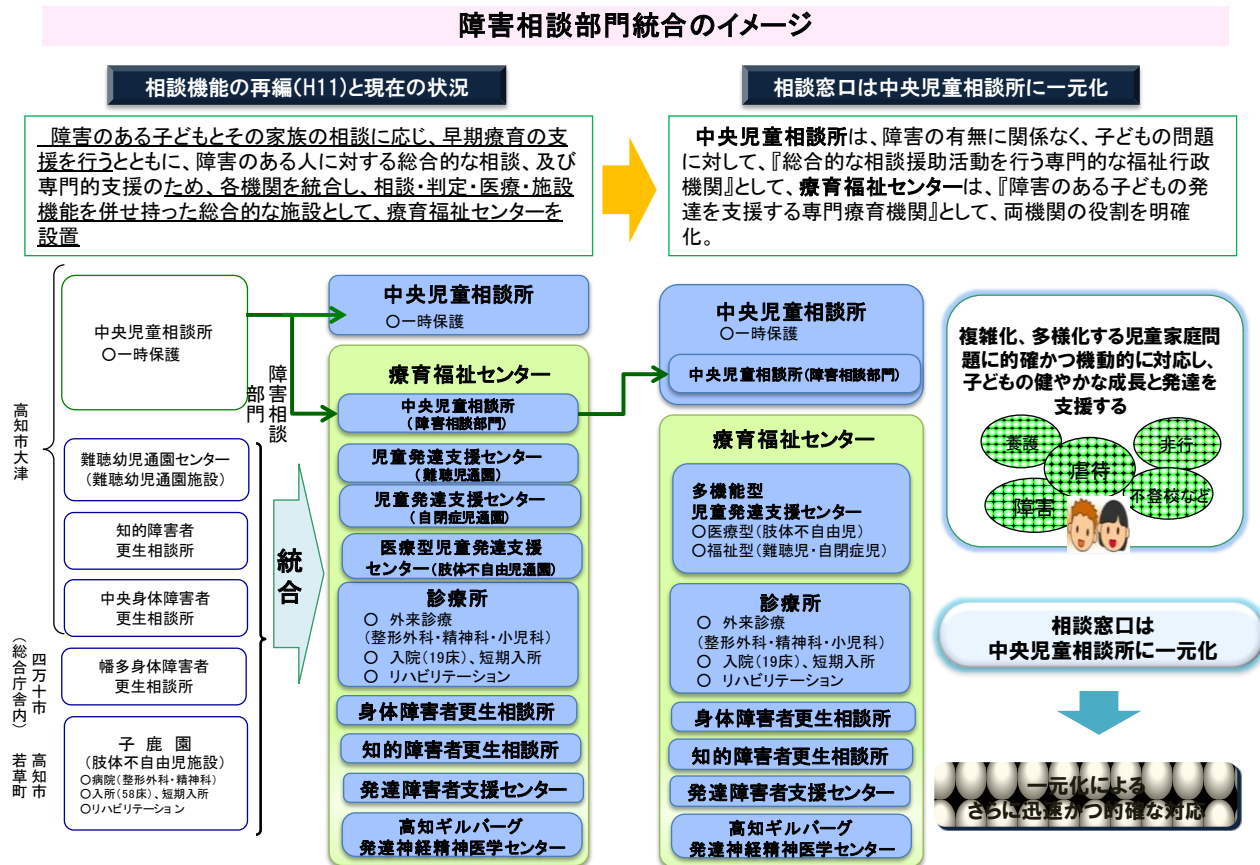 障害相談部門統合のイメージ
相談機能の再編(H11)と現在の状況
障害のある子どもとその家族の相談に応じ、早期療育の支
援を行うとともに、障害のある人に対する総合的な相談、及び
専門的支援のため、各機関を統合し、相談・判定・医療・施設
機能を併せ持った総合的な施設として、療育福祉センターを
設置
相談窓口は中央児童相談所に一元化
中央児童相談所は、障害の有無に関係なく、子どもの問題
に対して、『総合的な相談援助活動を行う専門的な福祉行政
機関』として、療育福祉センターは、『障害のある子どもの発
達を支援する専門療育機関』として、両機関の役割を明確
化。
高知市大津
中央児童相談所
○一時保護
障害相談
部門
難聴幼児通園センター
(難聴幼児通園施設)
知的障害者
更生相談所
中央身体障害者
更生相談所
四万十市
(総合庁舎内)
幡多身体障害者
更生相談所
高知市
若草町
子鹿園
(肢体不自由児施設)
○病院(整形外科・精神科)
○入所(58床)、短期入所
○リハビリテーション
統合
中央児童相談所
○一時保護
療育福祉センター
中央児童相談所
(障害相談部門)
児童発達支援センター
(難聴児通園)
児童発達支援センター
(自閉症児通園)
医療型児童発達支援
センター(肢体不自由児通園)
診療所
○ 外来診療
(整形外科・精神科・小児科)
○ 入院(19床)、短期入所
○ リハビリテーション
身体障害者更生相談所
知的障害者更生相談所
発達障害者支援センター
高知ギルバーグ
発達神経精神医学センター
中央児童相談所
○一時保護
中央児童相談所(障害相談部門)
療育福祉センター
多機能型
児童発達支援センター
○医療型(肢体不自由児)
○福祉型(難聴児・自閉症児)
診療所
○ 外来診療
(整形外科・精神科・小児科)
○ 入院(19床)、短期入所
○ リハビリテーション
身体障害者更生相談所
知的障害者更生相談所
発達障害者支援センター
高知ギルバーグ
発達神経精神医学センター
複雑化、多様化する児童家庭問
題に的確かつ機動的に対応し、
子どもの健やかな成長と発達を
支援する
養護
非行
虐待
障害
不登校など
相談窓口は
中央児童相談所に一元化
一元化による
さらに迅速かつ的確な対応